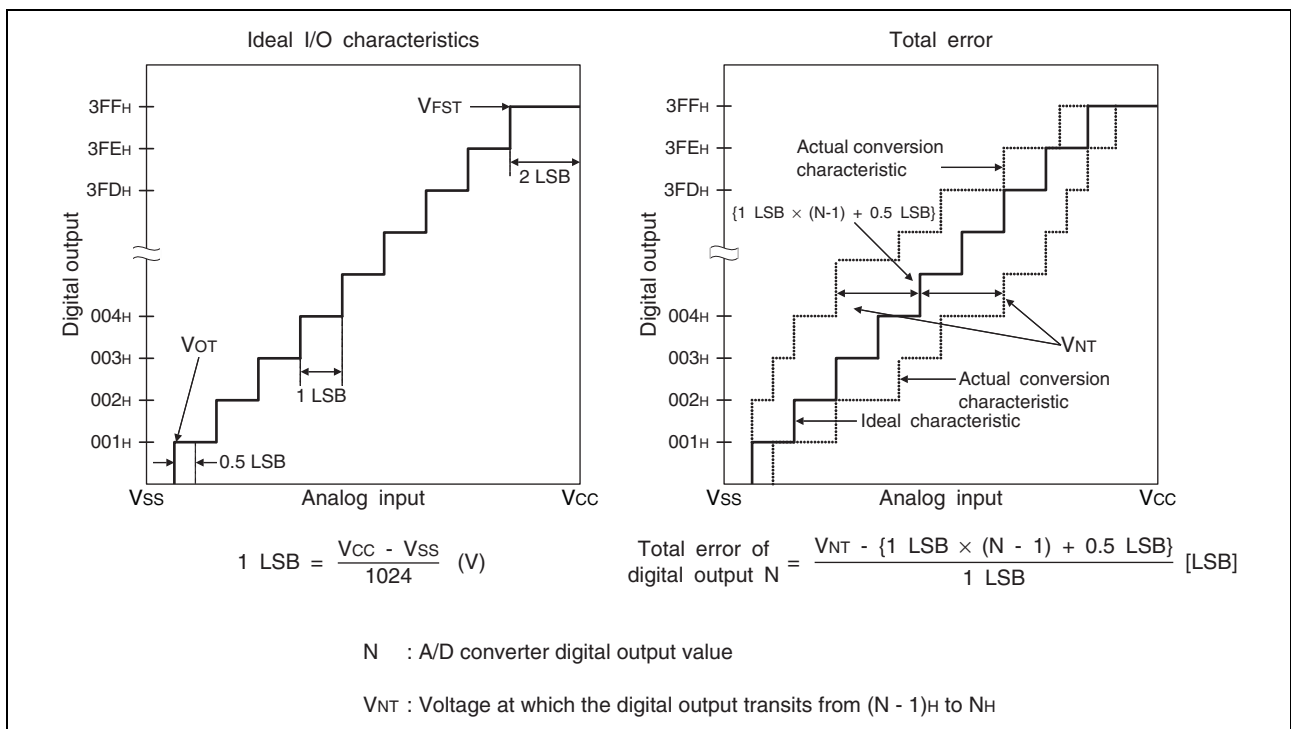 Ideal I/O characteristics
3FFH
3FEH
3FDH
004H
003H
002H
001H
Digital output
VFST
2 LSB
VOT
1 LSB
0.5 LSB
VSS
Analog input
VCC
1 LSB = VCC - VSS / 1024 (V)
Total error
3FFH
3FEH
3FDH
004H
003H
002H
001H
Digital output
Actual conversion
characteristic
{1 LSB × (N-1) + 0.5 LSB}
VNT
Actual conversion
characteristic
Ideal characteristic
VSS
Analog input
VCC
Total error of
digital output N = VNT - {1 LSB × (N - 1) + 0.5 LSB} / 1 LSB [LSB]
N : A/D converter digital output value
VNT : Voltage at which the digital output transits from (N - 1)H to NH